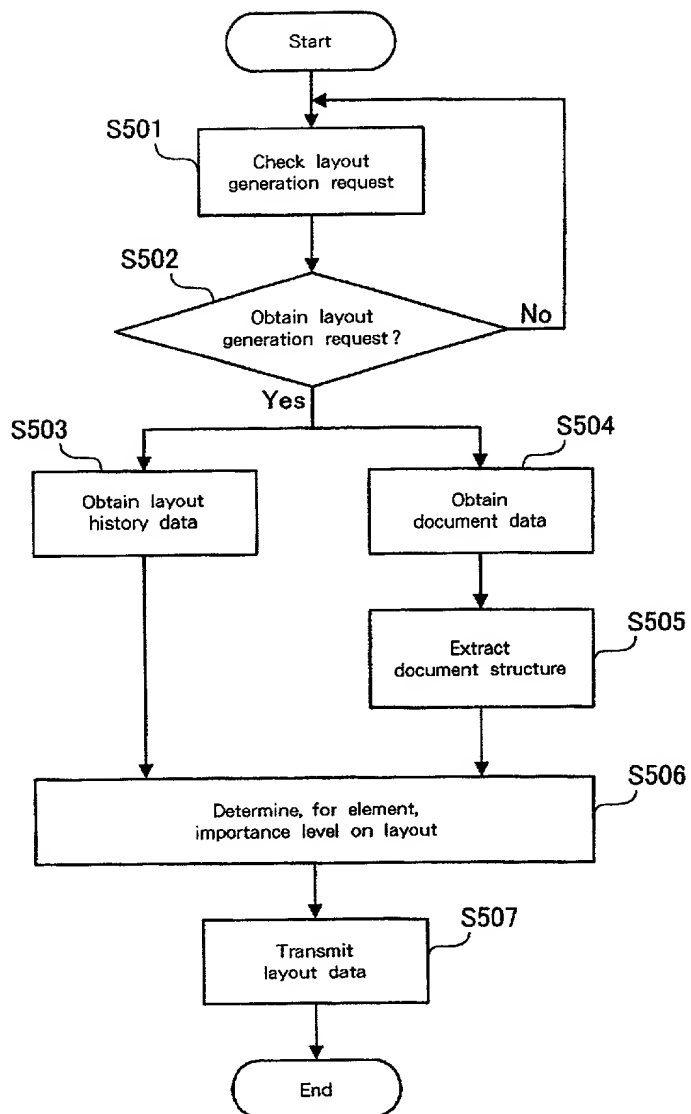 Start
S501
Check layout
generation request
S502
Obtain layout
generation request?
No
Yes
S503
Obtain layout
history data
S504
Obtain
document data
S505
Extract
document structure
S506
Determine, for element,
importance level on layout
S507
Transmit
layout data
End